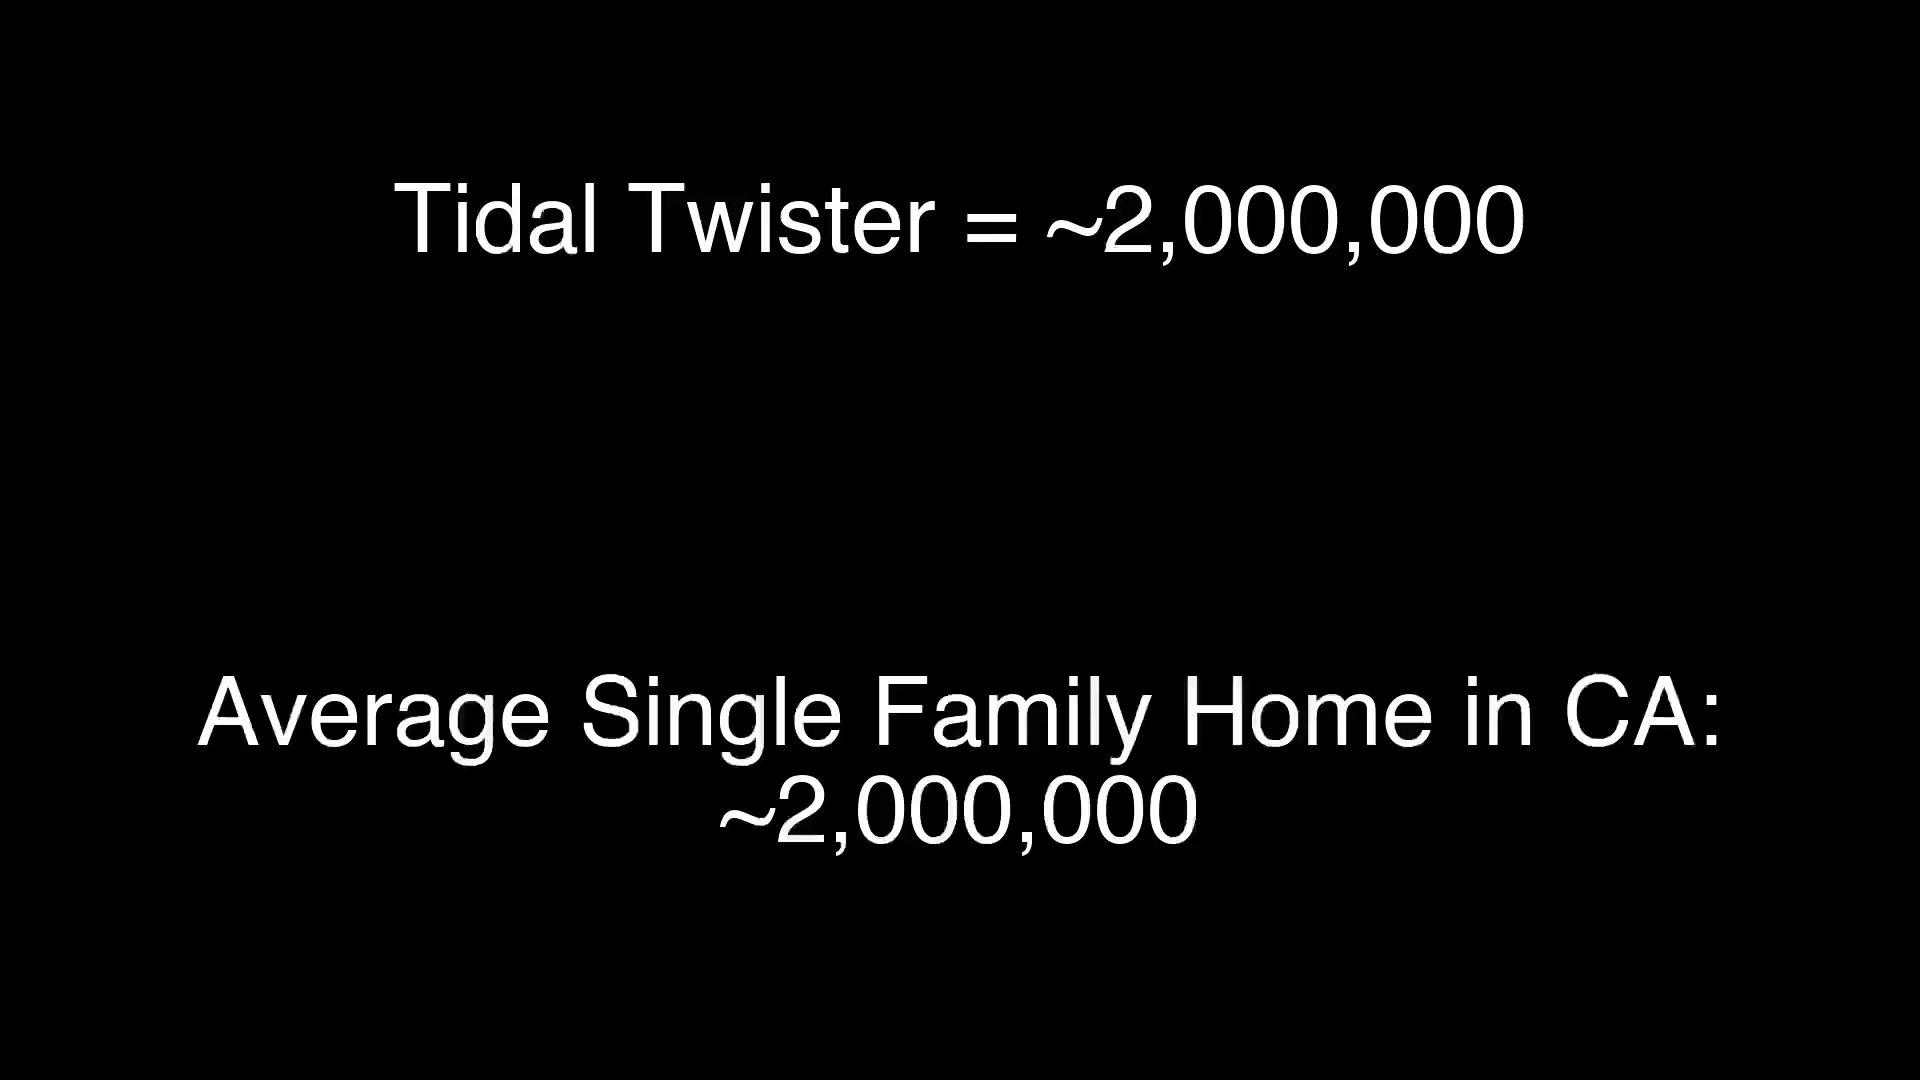 Tidal Twister = ~2,000,000
Average Single Family Home in CA:
~2,000,000